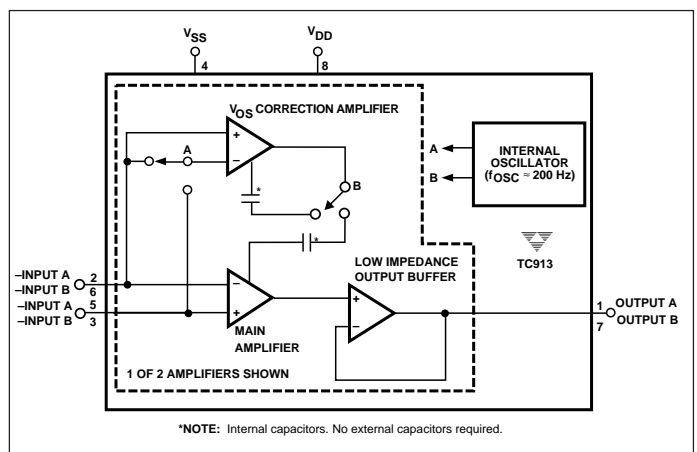 VSS
VDD
4
8
VOS CORRECTION AMPLIFIER
+
–
A
*
B
*
A
B
INTERNAL
OSCILLATOR
(fOSC ≈ 200 Hz)
TC913
LOW IMPEDANCE
OUTPUT BUFFER
–INPUT A
2
–INPUT B
6
–INPUT A
5
–INPUT B
3
–
+
MAIN
AMPLIFIER
+
–
1
OUTPUT A
7
OUTPUT B
1 OF 2 AMPLIFIERS SHOWN
*NOTE: Internal capacitors. No external capacitors required.